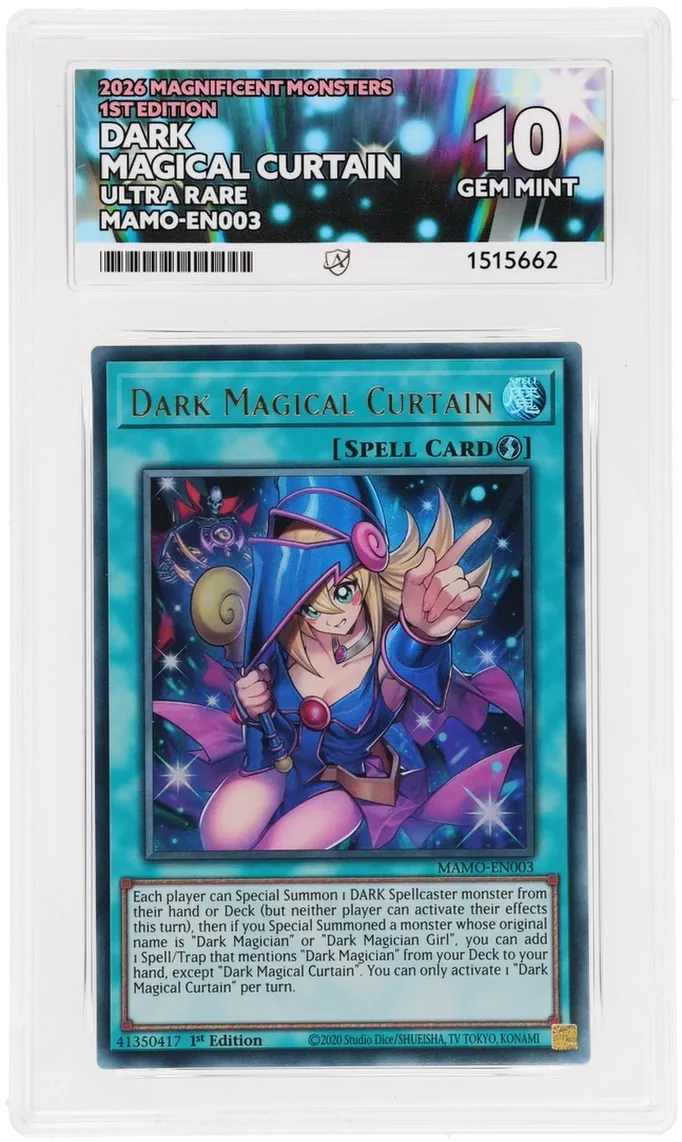 2026 MAGNIFICENT MONSTERS
1ST EDITION
DARK
MAGICAL CURTAIN
ULTRA RARE
MAMO-EN003
10
GEM MINT
1515662
DARK MAGICAL CURTAIN
SPELL
魔
[SPELL CARD]
MAMO-EN003
Each player can Special Summon 1 DARK Spellcaster monster from
their hand or Deck (but neither player can activate their effects
this turn), then if you Special Summoned a monster whose original
name is "Dark Magician" or "Dark Magician Girl", you can add
1 Spell/Trap that mentions "Dark Magician" from your Deck to your
hand, except "Dark Magical Curtain". You can only activate 1 "Dark
Magical Curtain" per turn.
41350417 1st Edition ©2020 Studio Dice/SHUEISHA, TV TOKYO, KONAMI